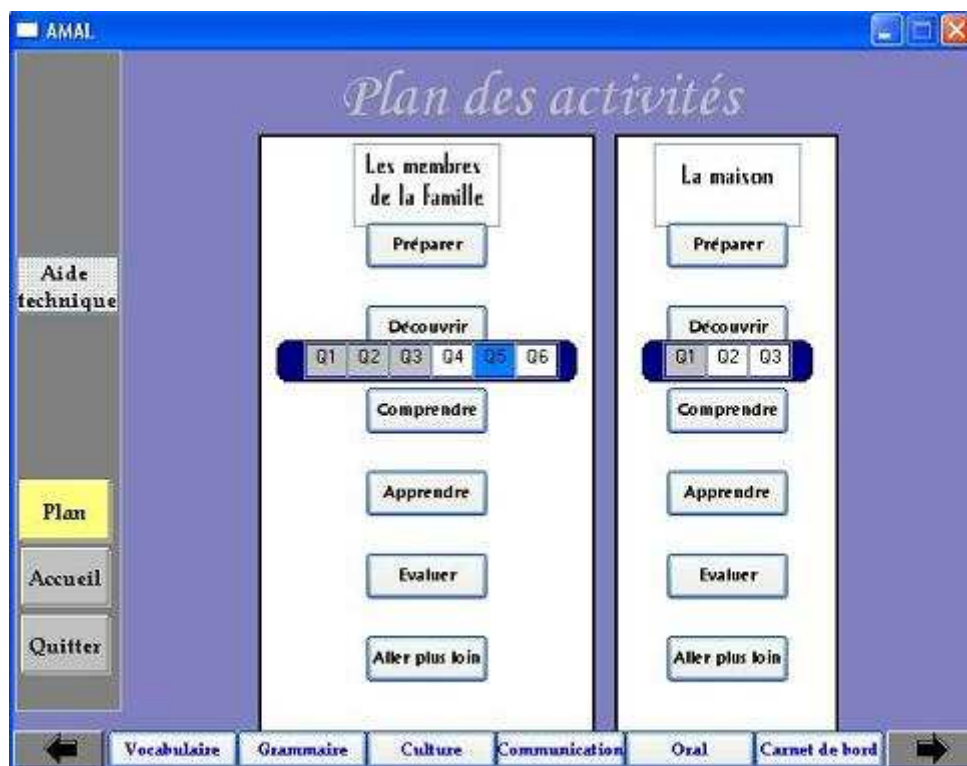 AMAL
Plan des activités
Les membres
de la Famille
Préparer
Découvrir
Q1 Q2 Q3 Q4 Q5 Q6
Comprendre
Apprendre
Evaluer
Aller plus loin
La maison
Préparer
Découvrir
Q1 Q2 Q3
Comprendre
Apprendre
Evaluer
Aller plus loin
Aide
technique
Plan
Accueil
Quitter
Vocabulaire Grammaire Culture Communication Oral Carnet de bord